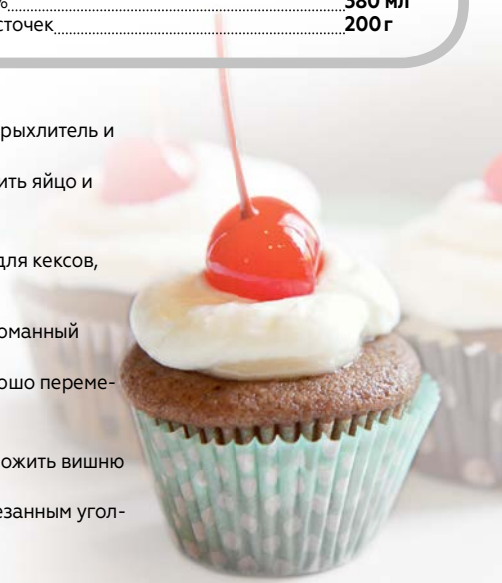 % 380 мл
сточек 200 г
рыхлитель и
ить яйцо и
для кексов,
оманный
ошо переме-
ожить вишню
езанным угол-